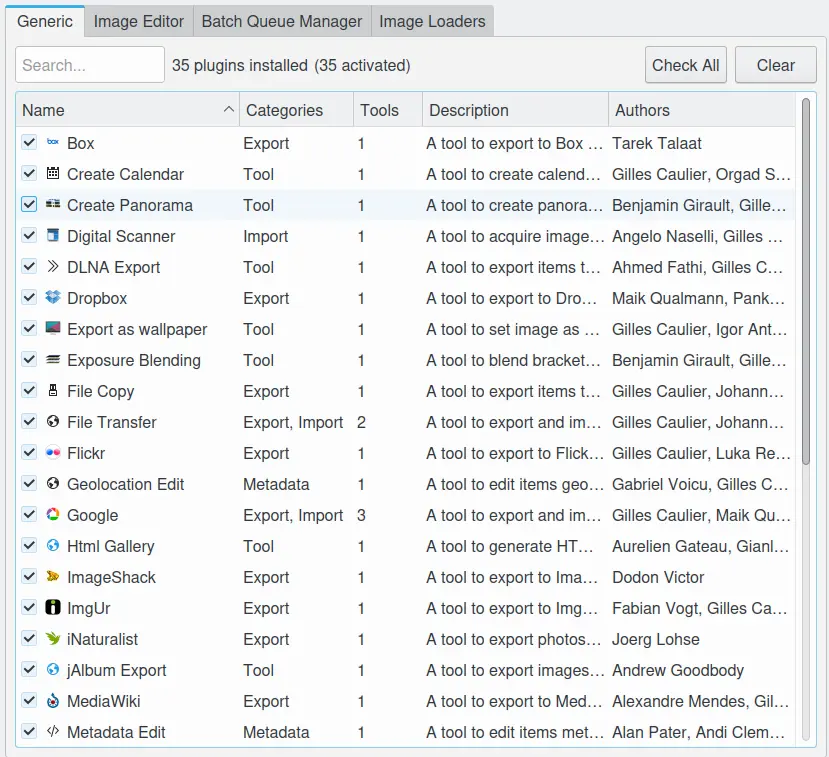 Generic Image Editor Batch Queue Manager Image Loaders
Search... 35 plugins installed (35 activated) Check All Clear
Name Categories Tools Description Authors
box Box Export 1 A tool to export to Box ... Tarek Talaat
Create Calendar Tool 1 A tool to create calend... Gilles Caulier, Orgad S...
Create Panorama Tool 1 A tool to create panora... Benjamin Girault, Gille...
Digital Scanner Import 1 A tool to acquire image... Angelo Naselli, Gilles ...
DLNA Export Tool 1 A tool to export items t... Ahmed Fathi, Gilles C...
Dropbox Export 1 A tool to export to Dro... Maik Qualmann, Pank...
Export as wallpaper Tool 1 A tool to set image as ... Gilles Caulier, Igor Ant...
Exposure Blending Tool 1 A tool to blend bracket... Benjamin Girault, Gille...
File Copy Export 1 A tool to export items t... Gilles Caulier, Johann...
File Transfer Export, Import 2 A tool to export and im... Gilles Caulier, Johann...
Flickr Export 1 A tool to export to Flick... Gilles Caulier, Luka Re...
Geolocation Edit Metadata 1 A tool to edit items geo... Gabriel Voicu, Gilles C...
Google Export, Import 3 A tool to export and im... Gilles Caulier, Maik Qu...
Html Gallery Tool 1 A tool to generate HT... Aurelien Gateau, Gianl...
ImageShack Export 1 A tool to export to Ima... Dodon Victor
ImgUr Export 1 A tool to export to Img... Fabian Vogt, Gilles Ca...
iNaturalist Export 1 A tool to export photos... Joerg Lohse
jAlbum Export Tool 1 A tool to export images... Andrew Goodbody
MediaWiki Export 1 A tool to export to Med... Alexandre Mendes, Gil...
Metadata Edit Metadata 1 A tool to edit items met... Alan Pater, Andi Clem...